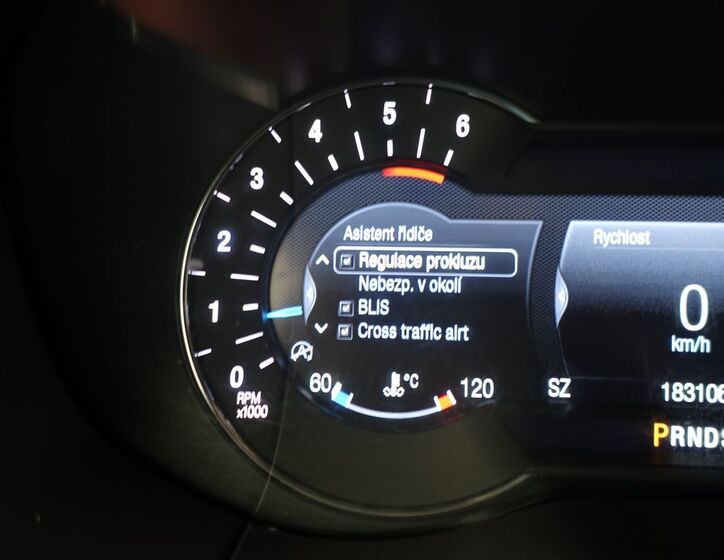 0
1
2
3
4
5
6
RPM
x1000
Asistent řidiče
Regulace prokluzu
Nebezp. v okolí
BLIS
Cross traffic alrt
60
°C
120
Rychlost
0
km/h
SZ
183106
PRNDS